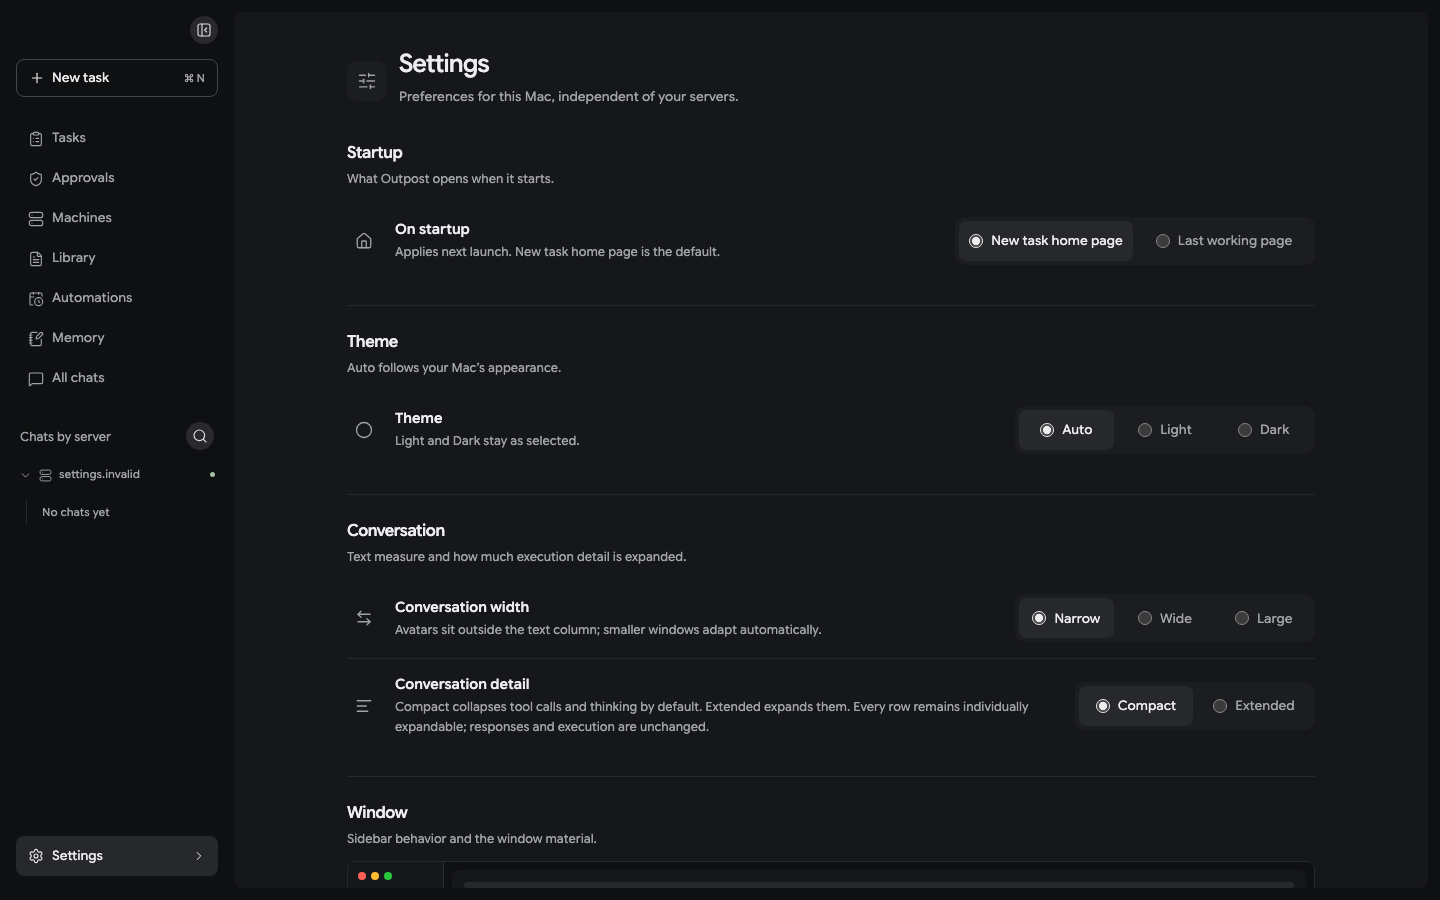 New task
⌘ N
Tasks
Approvals
Machines
Library
Automations
Memory
All chats
Chats by server
settings.invalid
No chats yet
Settings
Settings
Preferences for this Mac, independent of your servers.
Startup
What Outpost opens when it starts.
On startup
Applies next launch. New task home page is the default.
New task home page
Last working page
Theme
Auto follows your Mac’s appearance.
Theme
Light and Dark stay as selected.
Auto
Light
Dark
Conversation
Text measure and how much execution detail is expanded.
Conversation width
Avatars sit outside the text column; smaller windows adapt automatically.
Narrow
Wide
Large
Conversation detail
Compact collapses tool calls and thinking by default. Extended expands them. Every row remains individually
expandable; responses and execution are unchanged.
Compact
Extended
Window
Sidebar behavior and the window material.